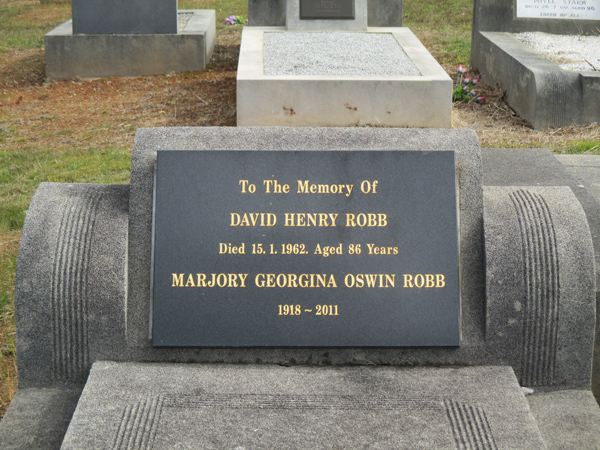 To The Memory Of
DAVID HENRY ROBB
Died 15. 1. 1962. Aged 86 Years
MARJORY GEORGINA OSWIN ROBB
1918 ~ 2011